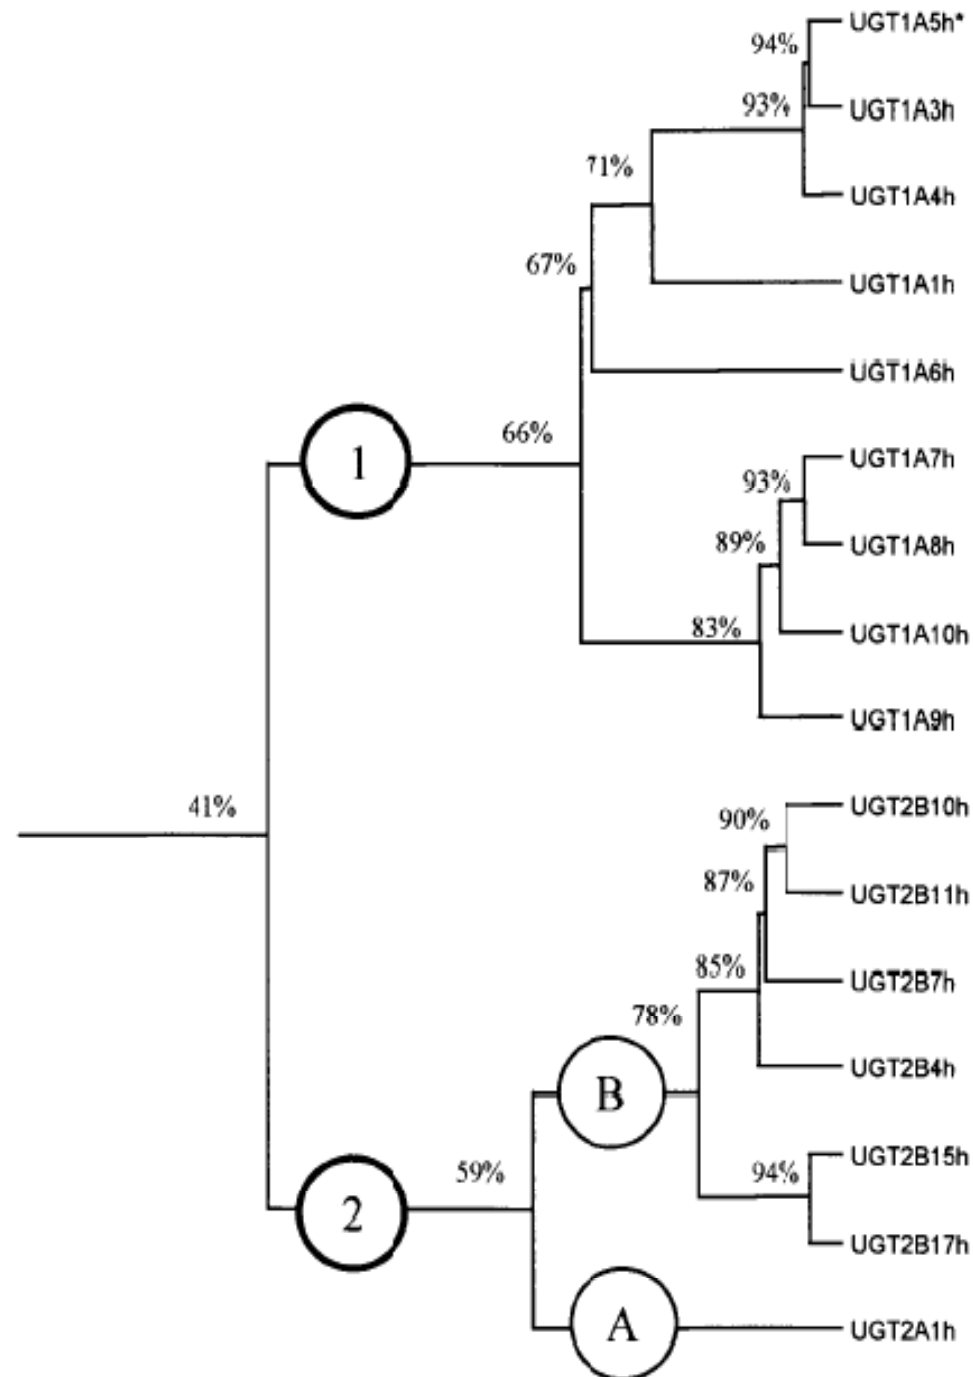 UGT1A5h*
94%
UGT1A3h
93%
71%
UGT1A4h
67%
UGT1A1h
UGT1A6h
66%
1
UGT1A7h
93%
89%
UGT1A8h
83%
UGT1A10h
UGT1A9h
41%
UGT2B10h
90%
87%
UGT2B11h
85%
UGT2B7h
78%
B
UGT2B4h
59%
94%
UGT2B15h
2
UGT2B17h
A
UGT2A1h